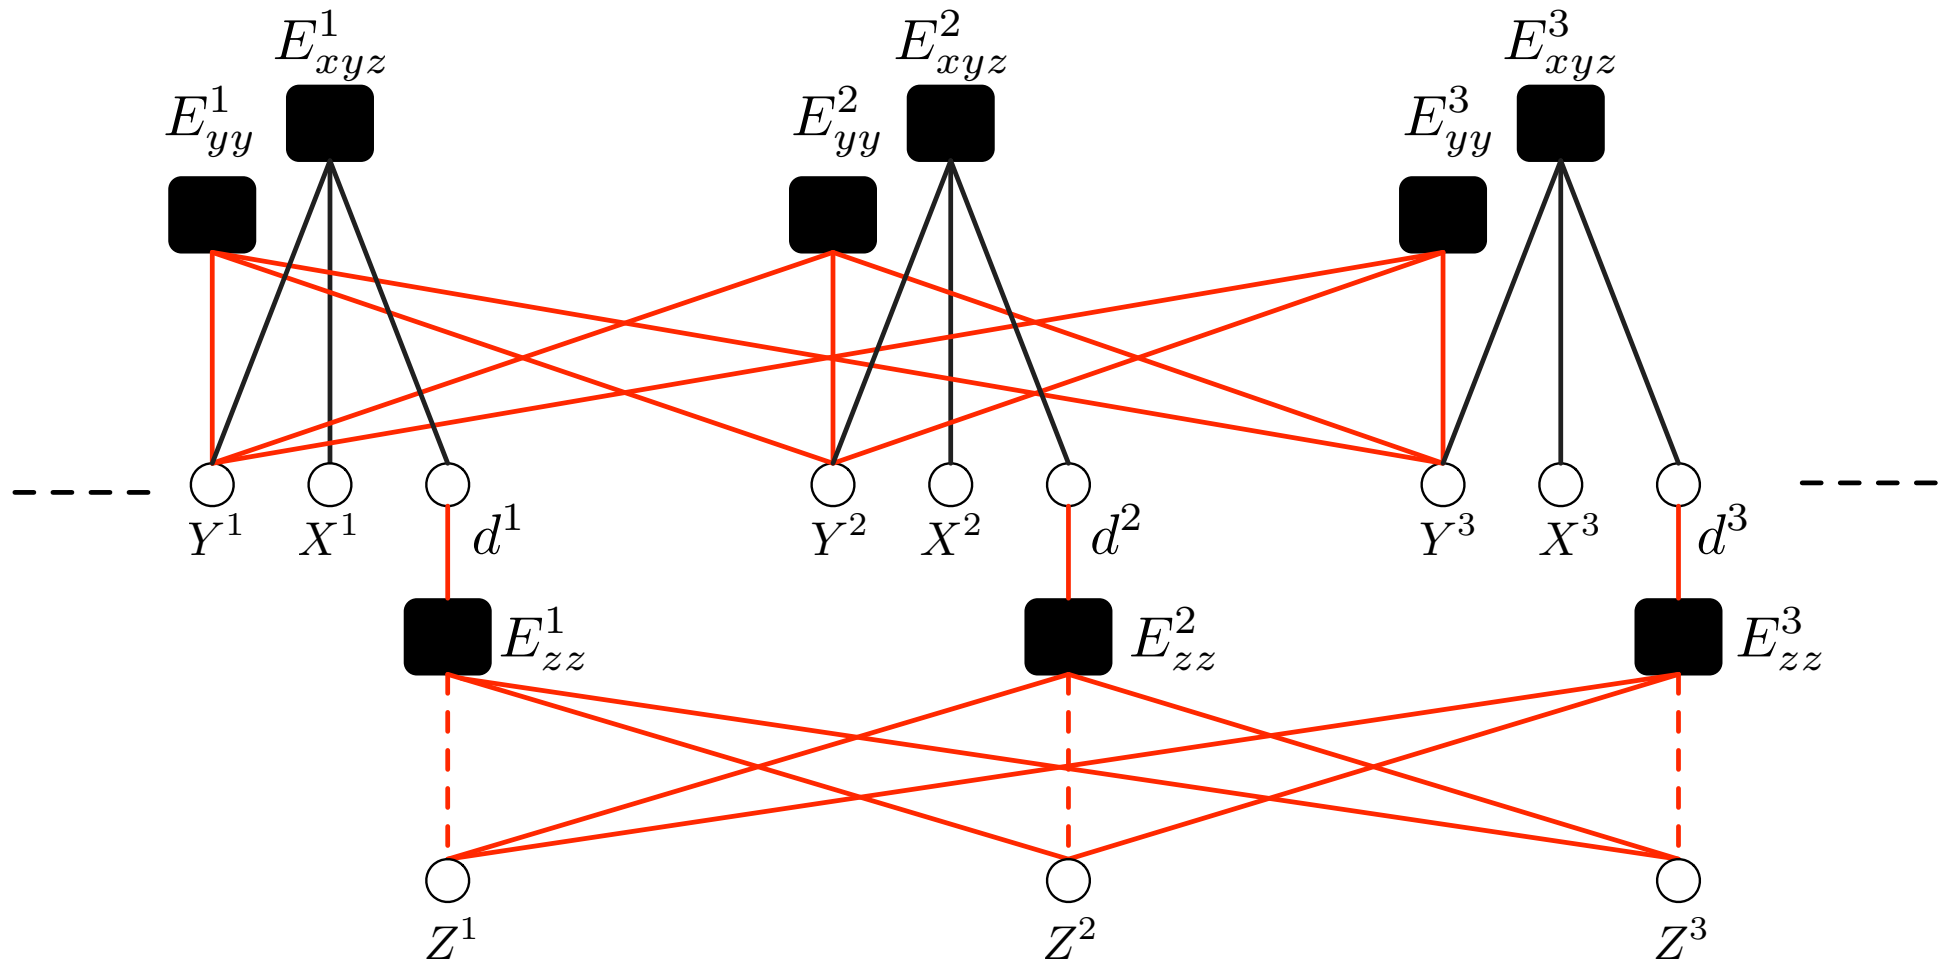 E^1_{xyz} E^2_{xyz} E^3_{xyz}
E^1_{yy} E^2_{yy} E^3_{yy}
Y^1 X^1 d^1 Y^2 X^2 d^2 Y^3 X^3 d^3
E^1_{zz} E^2_{zz} E^3_{zz}
Z^1 Z^2 Z^3